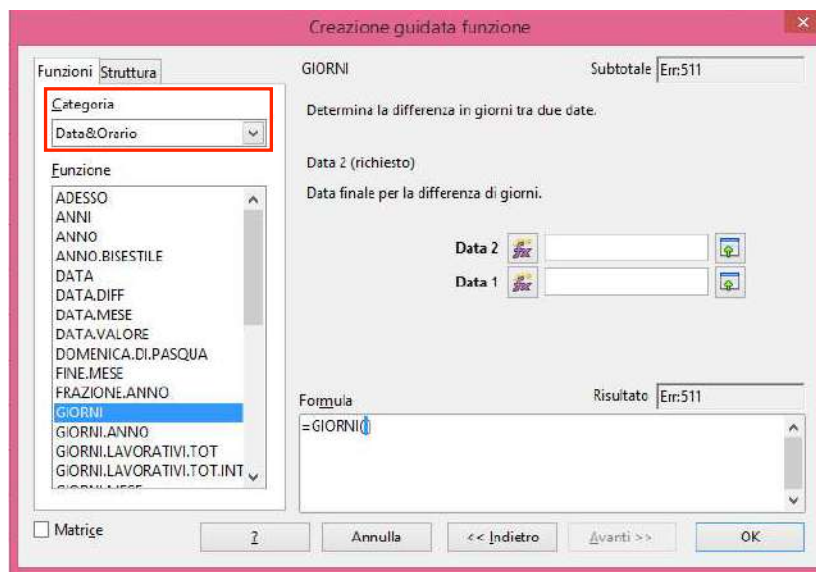 Creazione guidata funzione
Funzioni Struttura
Categoria
Data&Orario
Funzione
ADESSO
ANNI
ANNO
ANNO.BISESTILE
DATA
DATA.DIFF
DATA.MESE
DATA.VALORE
DOMENICA.DI.PASQUA
FINE.MESE
FRAZIONE.ANNO
GIORNI
GIORNI.ANNO
GIORNI.LAVORATIVI.TOT
GIORNI.LAVORATIVI.TOT.INT
Matrice
GIORNI
Subtotale Err:511
Determina la differenza in giorni tra due date.
Data 2 (richiesto)
Data finale per la differenza di giorni.
Data 2
Data 1
Formula
Risultato Err:511
=GIORNI()
?
Annulla
<< Indietro
Avanti >>
OK